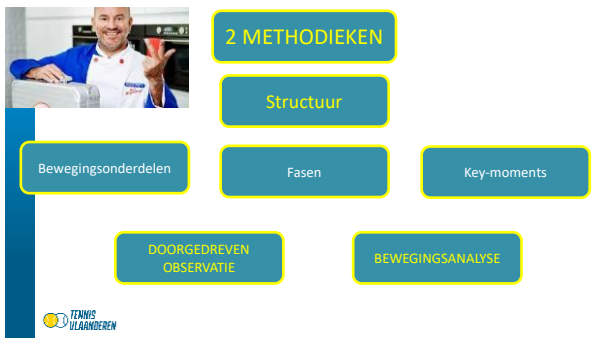 2 METHODIEKEN
Structuur
Bewegingsonderdelen
Fasen
Key-moments
DOORGEDREVEN
OBSERVATIE
BEWEGINGSANALYSE
TENNIS
VLAANDEREN